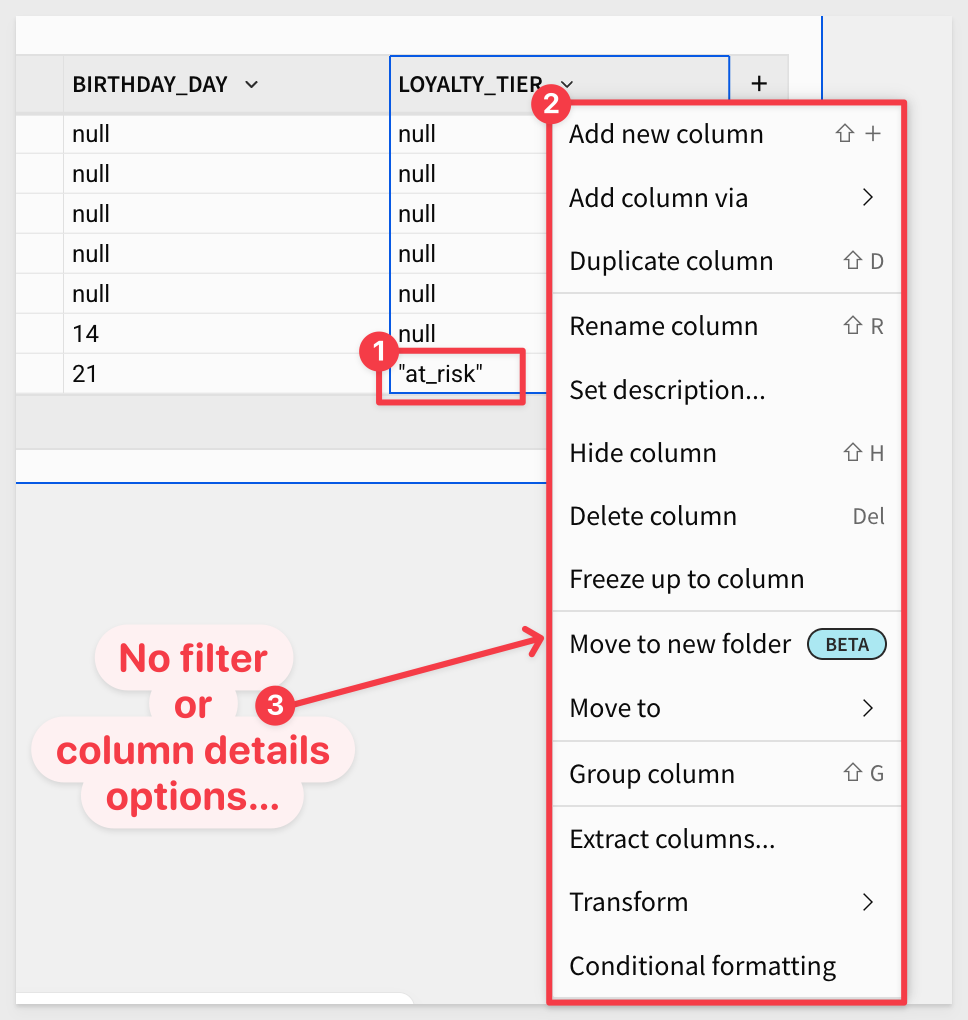 BIRTHDAY_DAY
LOYALTY_TIER
+
null
null
null
null
null
null
null
null
null
null
14
null
21
"at_risk"
1
2
Add new column ⇧ +
Add column via
Duplicate column ⇧ D
Rename column ⇧ R
Set description...
Hide column ⇧ H
Delete column Del
Freeze up to column
Move to new folder BETA
Move to
Group column ⇧ G
Extract columns...
Transform
Conditional formatting
No filter
or
3
column details
options...